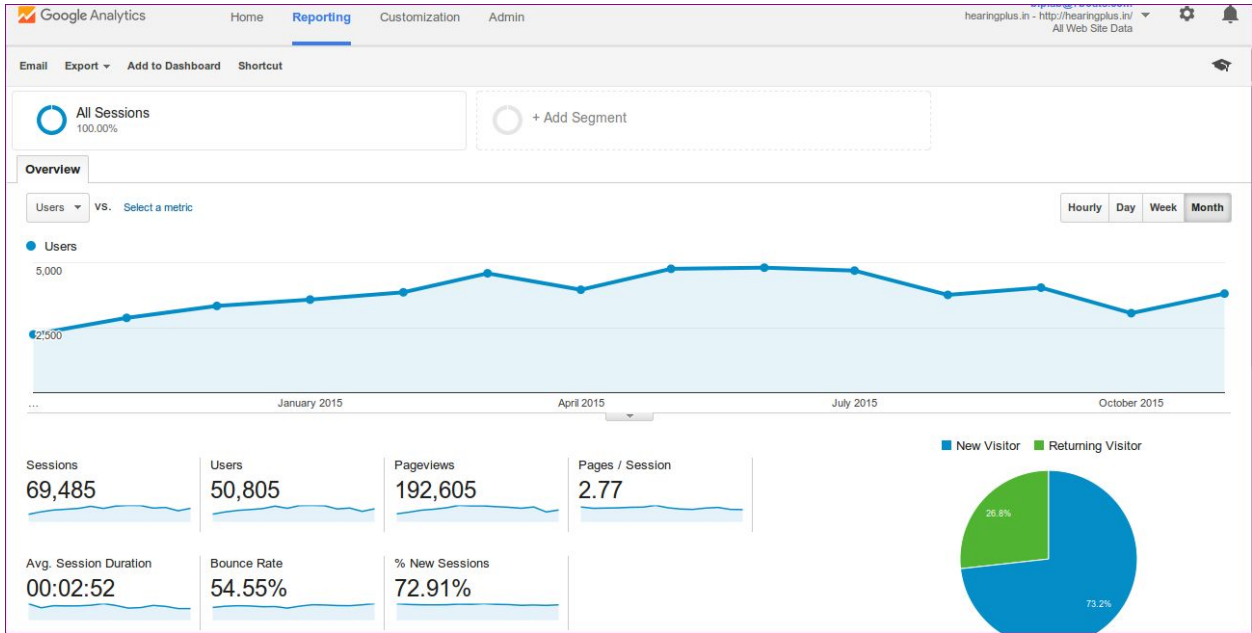 Google Analytics
Home Reporting Customization Admin
hearingplus.in - http://hearingplus.in/
All Web Site Data
Email Export Add to Dashboard Shortcut
All Sessions
100.00%
+ Add Segment
Overview
Users VS. Select a metric
Hourly Day Week Month
Users
5,000
2,500
... January 2015 April 2015 July 2015 October 2015
New Visitor Returning Visitor
Sessions Users Pageviews Pages / Session
69,485 50,805 192,605 2.77
26.8%
Avg. Session Duration Bounce Rate % New Sessions
00:02:52 54.55% 72.91%
73.2%